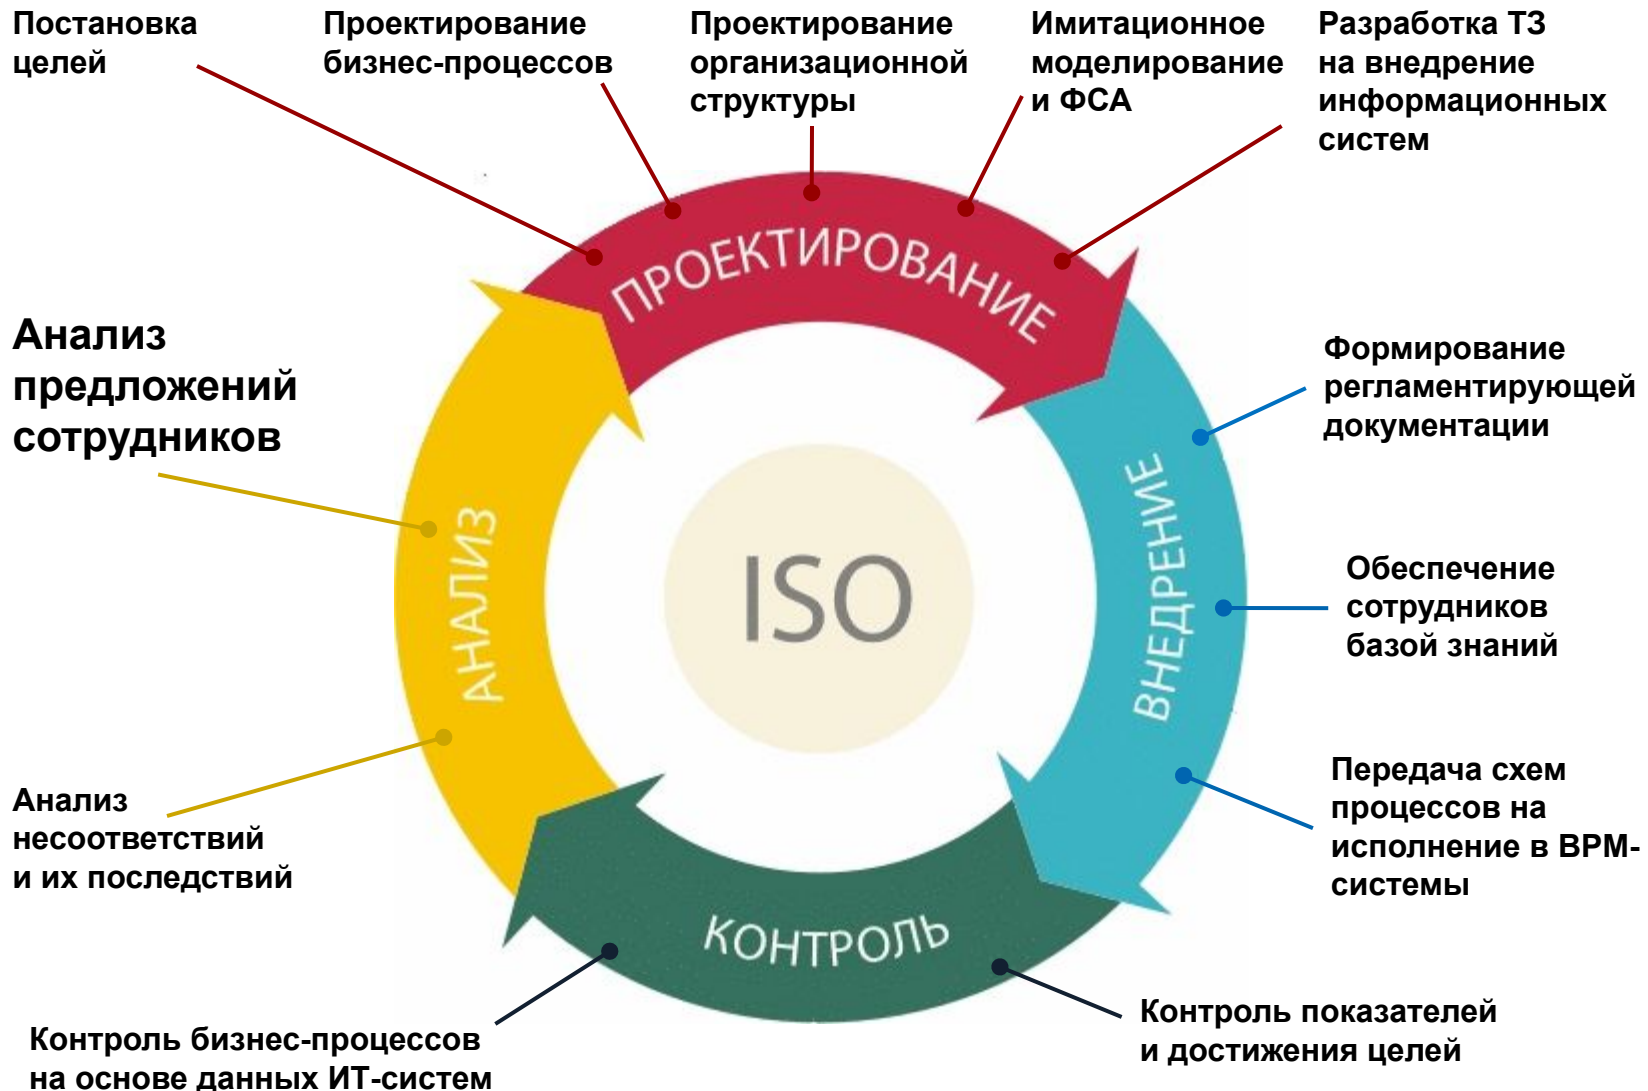 Постановка
целей
Проектирование
бизнес-процессов
Проектирование
организационной
структуры
Имитационное
моделирование
и ФСА
Разработка ТЗ
на внедрение
информационных
систем
ПРОЕКТИРОВАНИЕ
Анализ
предложений
сотрудников
Формирование
регламентирующей
документации
АНАЛИЗ
ISO
ВНЕДРЕНИЕ
Обеспечение
сотрудников
базой знаний
Анализ
несоответствий
и их последствий
Передача схем
процессов на
исполнение в BPM-
системы
КОНТРОЛЬ
Контроль бизнес-процессов
на основе данных ИТ-систем
Контроль показателей
и достижения целей